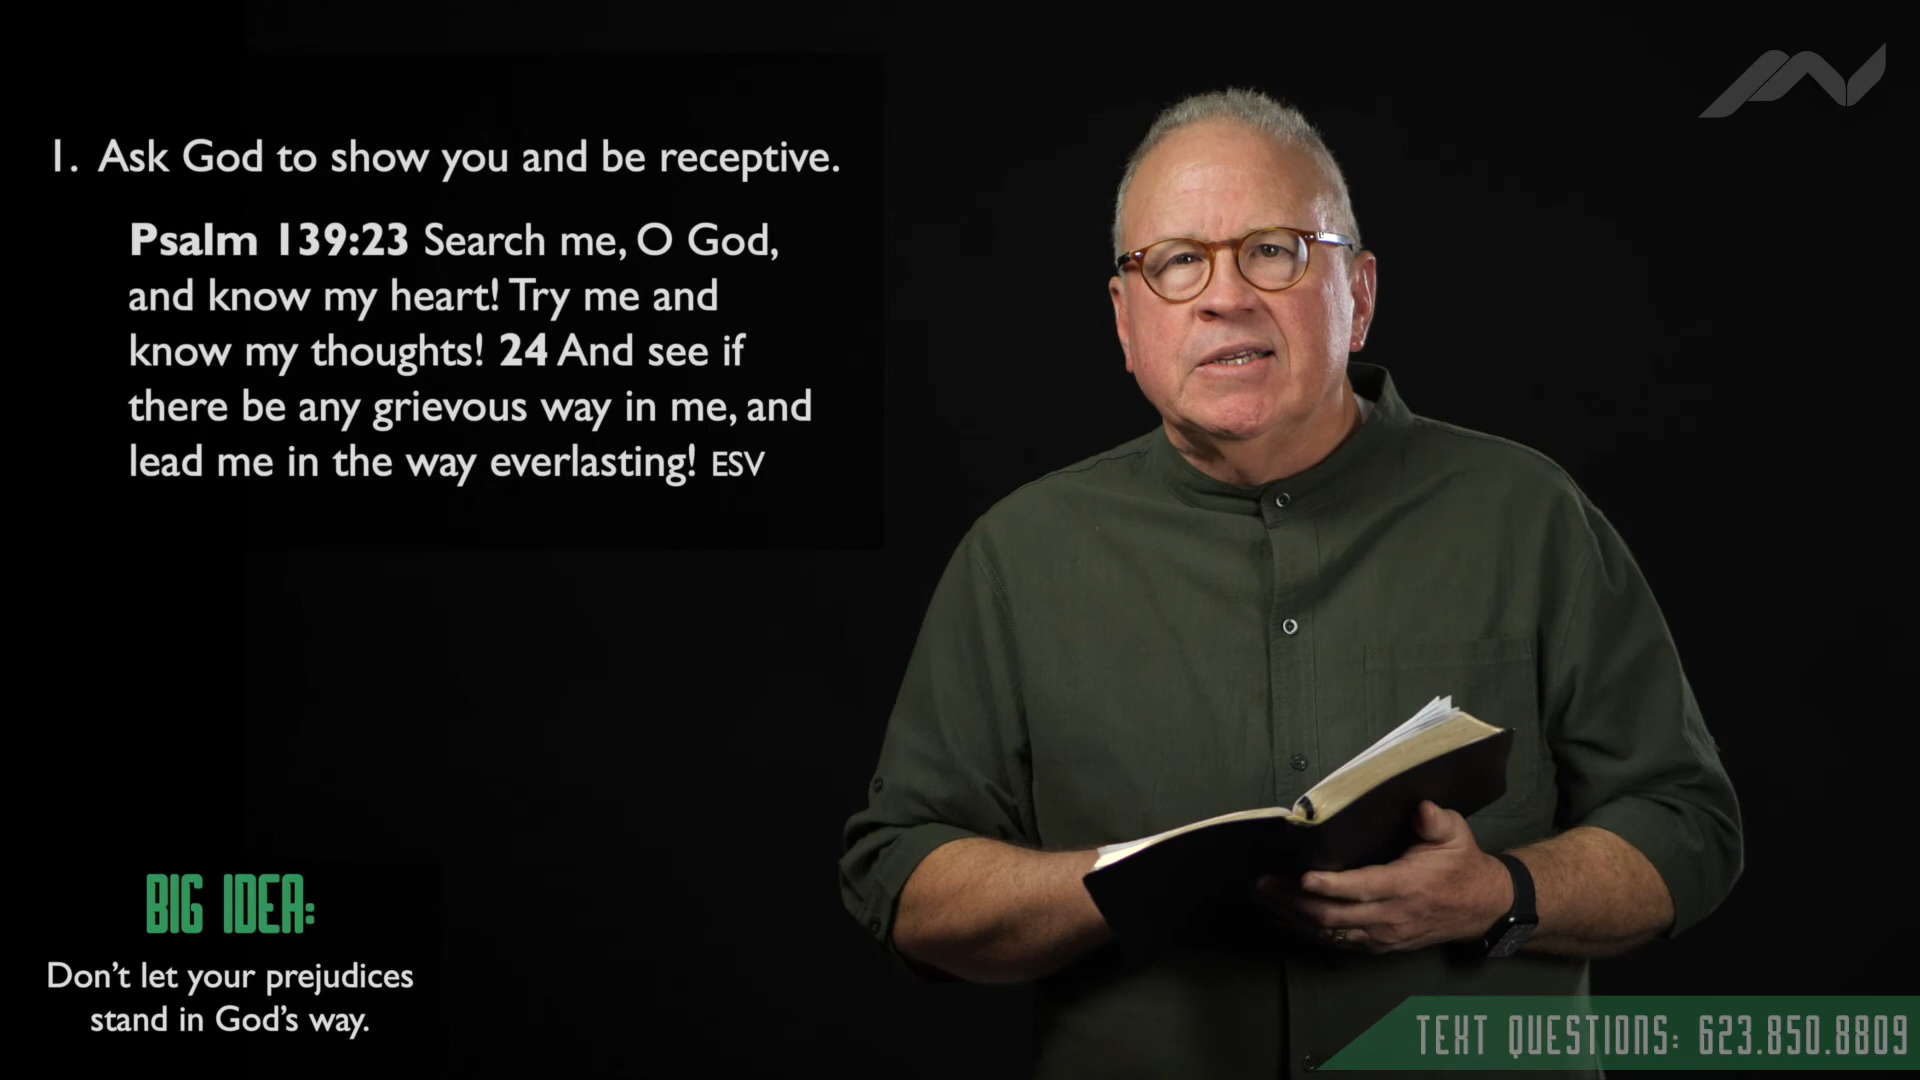 1. Ask God to show you and be receptive.
Psalm 139:23 Search me, O God,
and know my heart! Try me and
know my thoughts! 24 And see if
there be any grievous way in me, and
lead me in the way everlasting! ESV
BIG IDEA:
Don't let your prejudices
stand in God's way.
TEXT QUESTIONS: 623.850.8809